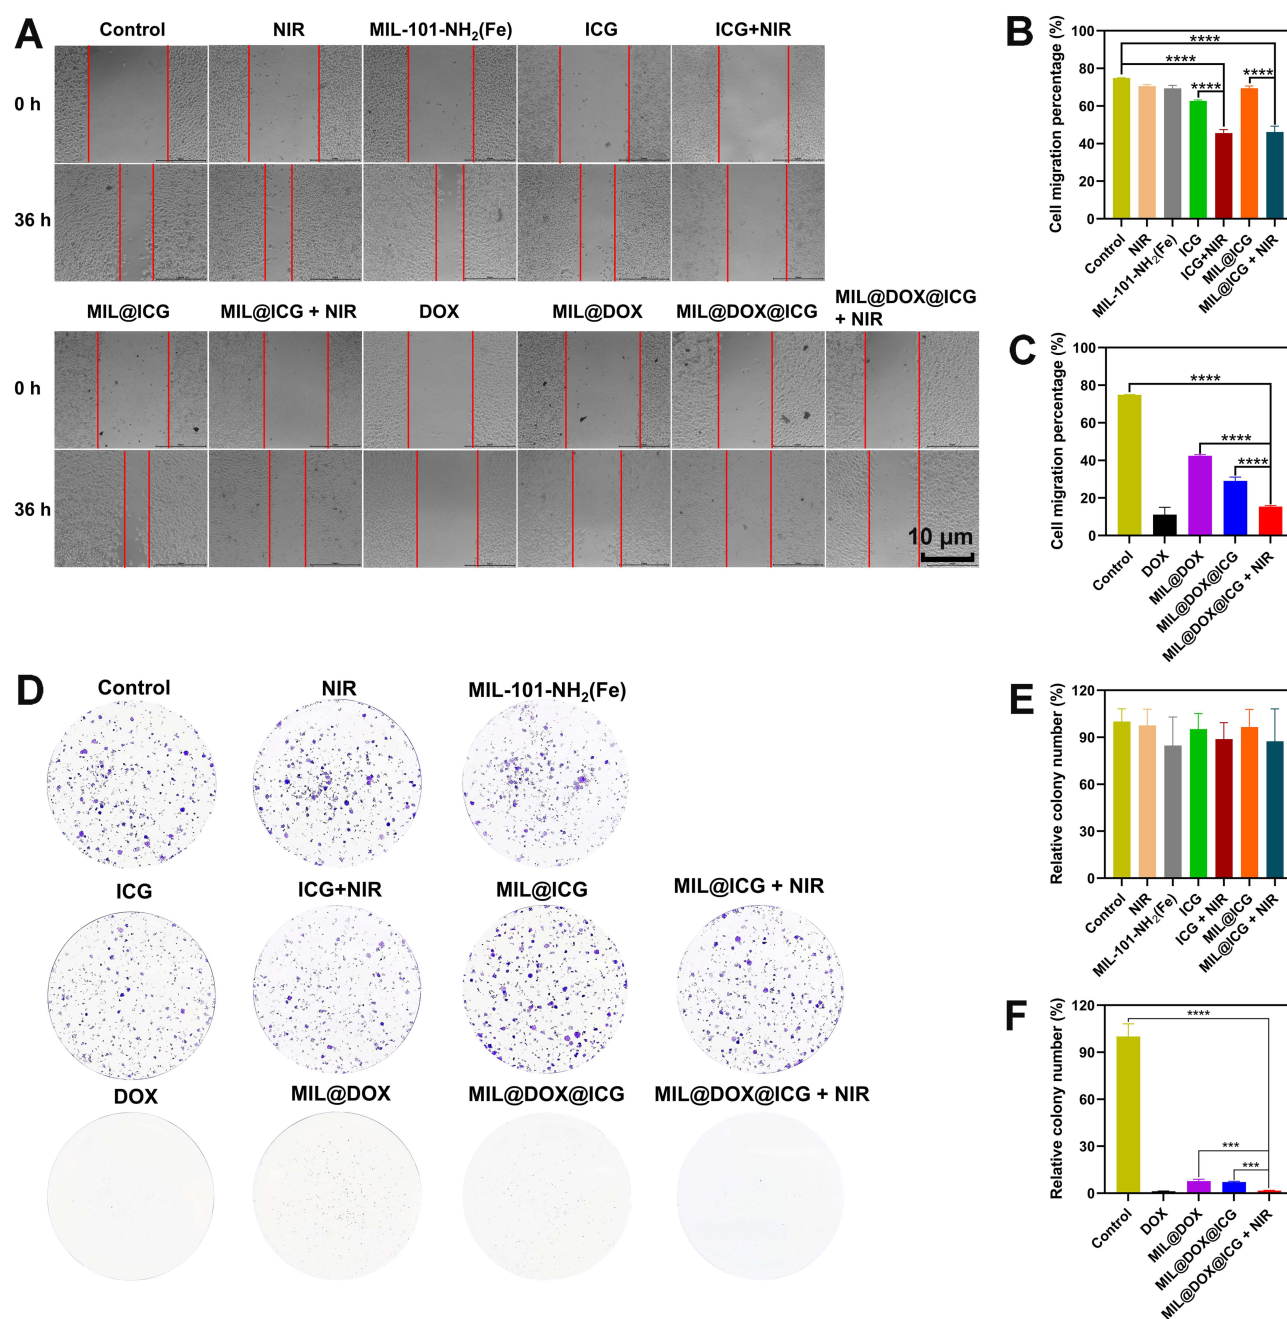 A
Control NIR MIL-101-NH₂(Fe) ICG ICG+NIR
0 h
36 h
MIL@ICG MIL@ICG + NIR DOX MIL@DOX MIL@DOX@ICG MIL@DOX@ICG
+ NIR
0 h
36 h
10 μm
B
Cell migration percentage (%)
100
80
60
40
20
0
**** **** **** ****
Control NIR MIL-101-NH₂(Fe) ICG ICG+NIR MIL@ICG MIL@ICG + NIR
C
Cell migration percentage (%)
100
80
60
40
20
0
**** **** ****
Control DOX MIL@DOX MIL@DOX@ICG MIL@DOX@ICG + NIR
D
Control NIR MIL-101-NH₂(Fe)
ICG ICG+NIR MIL@ICG MIL@ICG + NIR
DOX MIL@DOX MIL@DOX@ICG MIL@DOX@ICG + NIR
E
Relative colony number (%)
120
90
60
30
0
Control NIR MIL-101-NH₂(Fe) ICG ICG + NIR MIL@ICG MIL@ICG + NIR
F
Relative colony number (%)
120
90
60
30
0
**** *** ***
Control DOX MIL@DOX MIL@DOX@ICG MIL@DOX@ICG + NIR